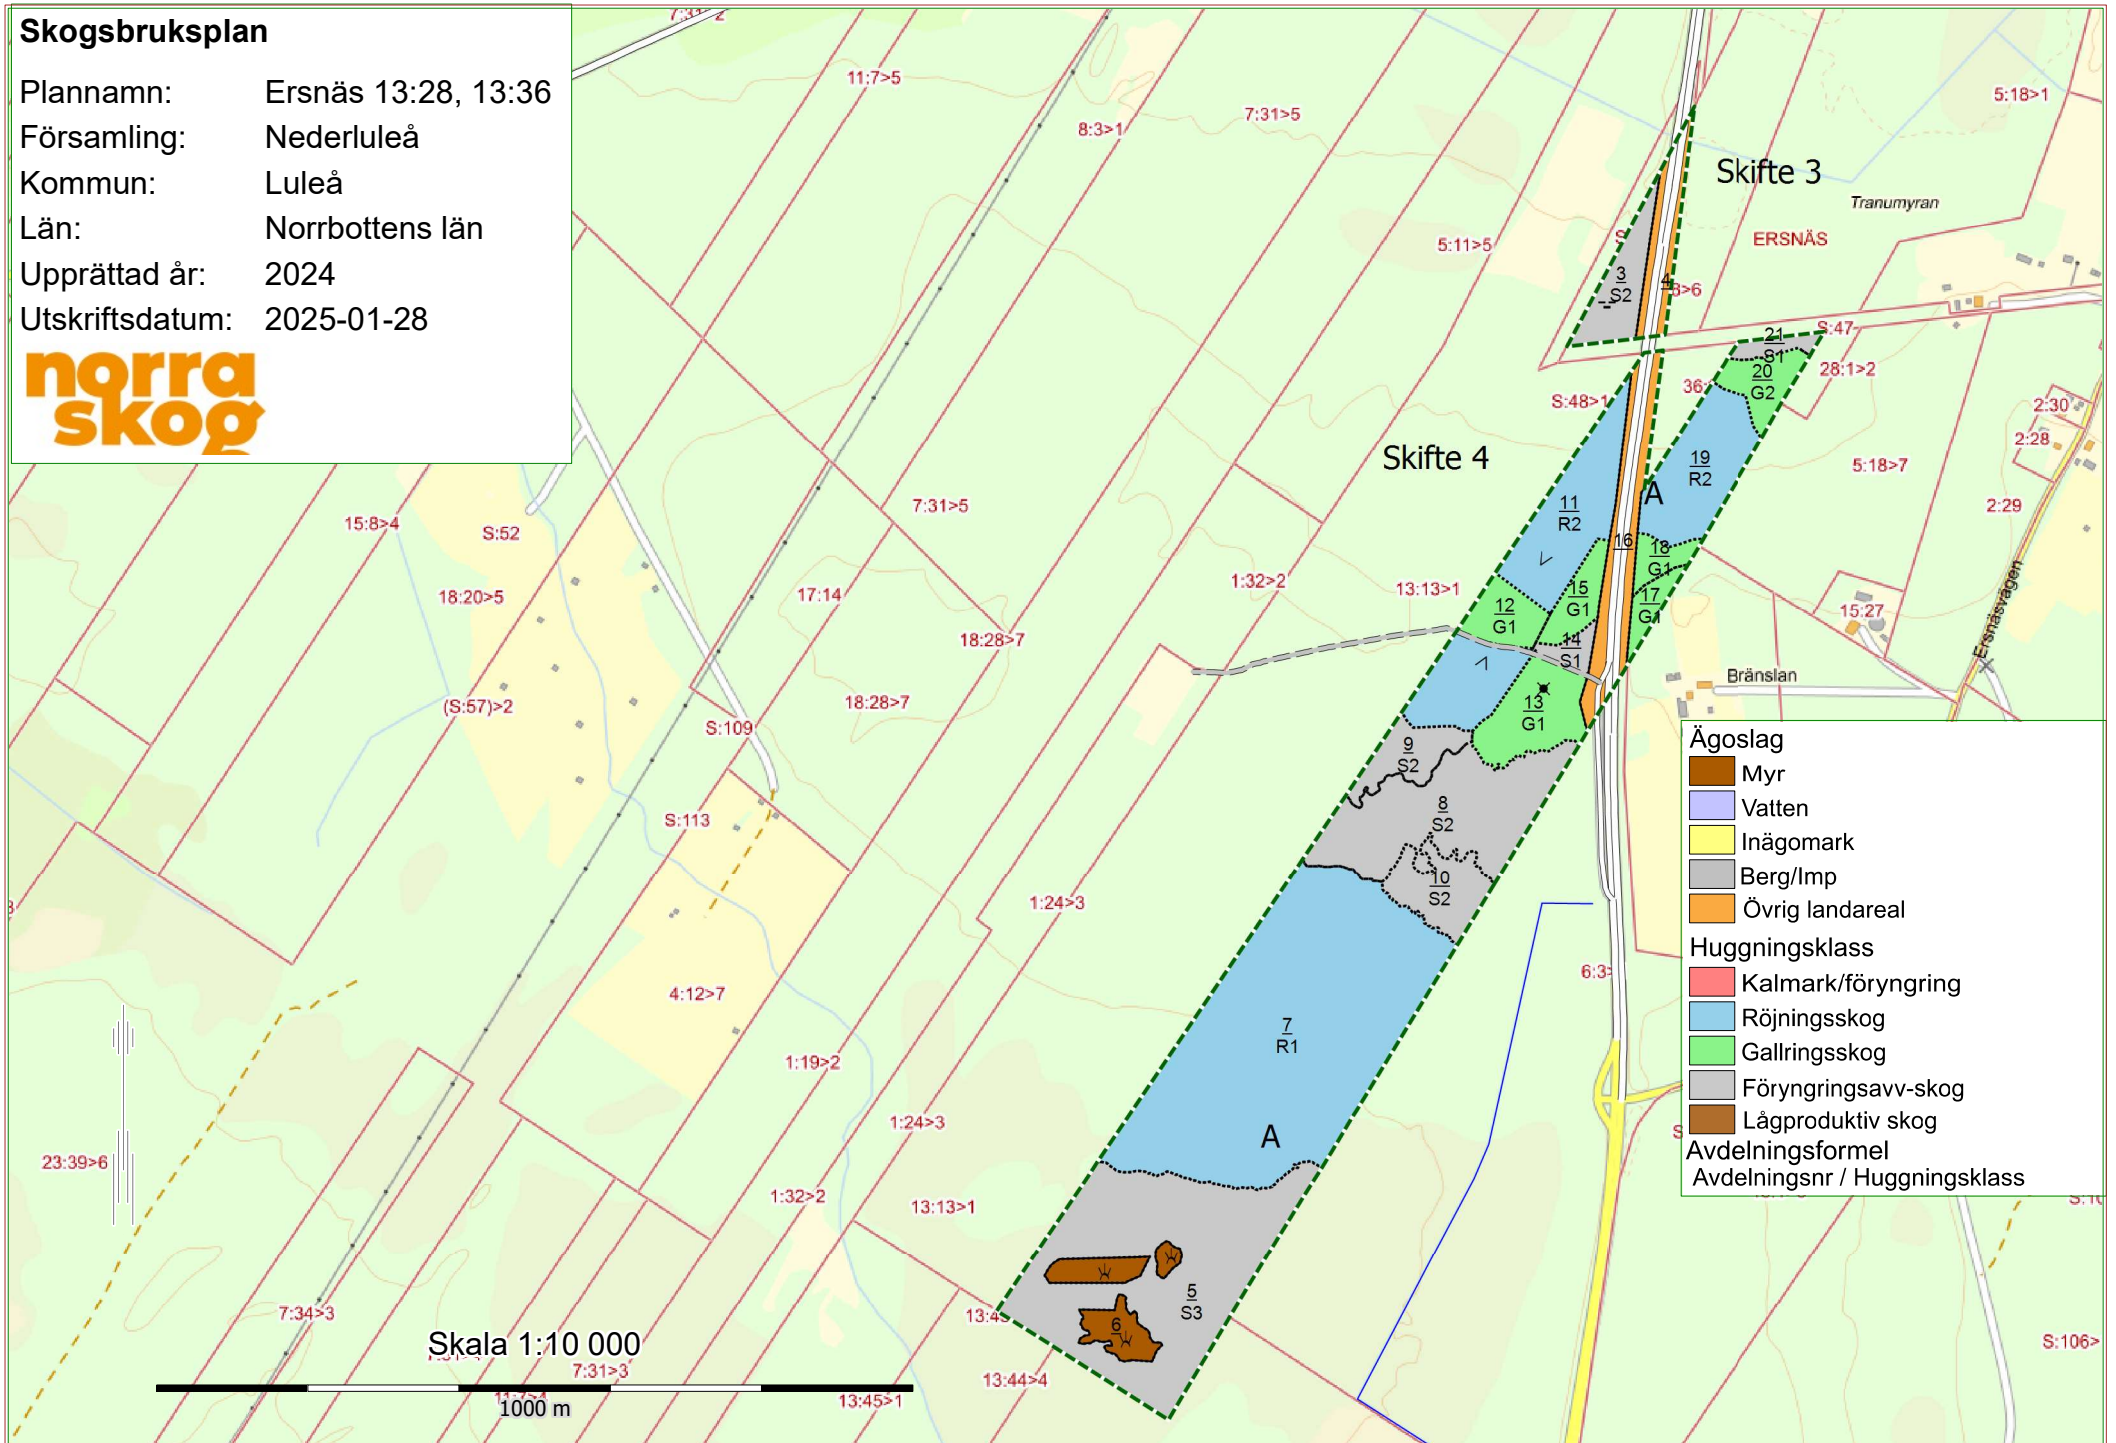 Skogsbruksplan
Plannamn: Ersnäs 13:28, 13:36
Församling: Nederluleå
Kommun: Luleå
Län: Norrbottens län
Upprättad år: 2024
Utskriftsdatum: 2025-01-28
norra
skog
11:7>5
8:3>1
7:31>5
5:18>1
Skifte 3
Tranumyran
5:11>5
ERSNÄS
3
S2
4
8>6
S:47
21
S1
20
G2
28:1>2
36:
S:48>1
2:30
2:28
Skifte 4
19
R2
5:18>7
A
7:31>5
11
R2
2:29
15:8>4
S:52
16
18
G1
1:32>2
13:13>1
15
G1
17
G1
12
G1
15:27
18:20>5
17:14
Ersnäsvägen
18:28>7
14
S1
Bränslan
18:28>7
(S:57)>2
S:109
13
G1
9
S2
8
S2
S:113
10
S2
1:24>3
6:3>
4:12>7
7
R1
1:19>2
1:24>3
A
23:39>6
1:32>2
13:13>1
5
S3
6
7:34>3
Skala 1:10 000
7:31>3
13:44>4
13:45>1
1000 m
S:106>
Ägoslag
Myr
Vatten
Inägomark
Berg/Imp
Övrig landareal
Huggningsklass
Kalmark/föryngring
Röjningsskog
Gallringsskog
Föryngringsavv-skog
Lågproduktiv skog
Avdelningsformel
Avdelningsnr / Huggningsklass